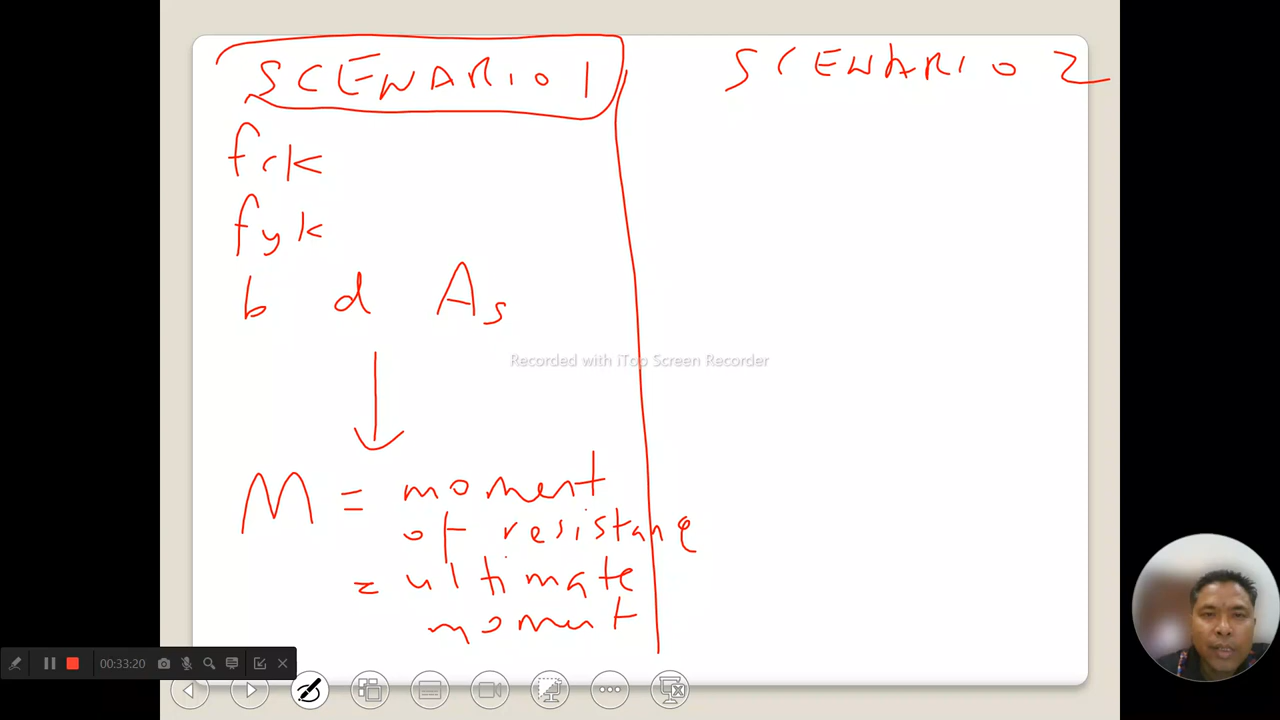 SCENARIO 1
fck
fyk
b d As
M = moment
of resistance
= ultimate
moment
SCENARIO 2
Recorded with iTop Screen Recorder
00:33:20